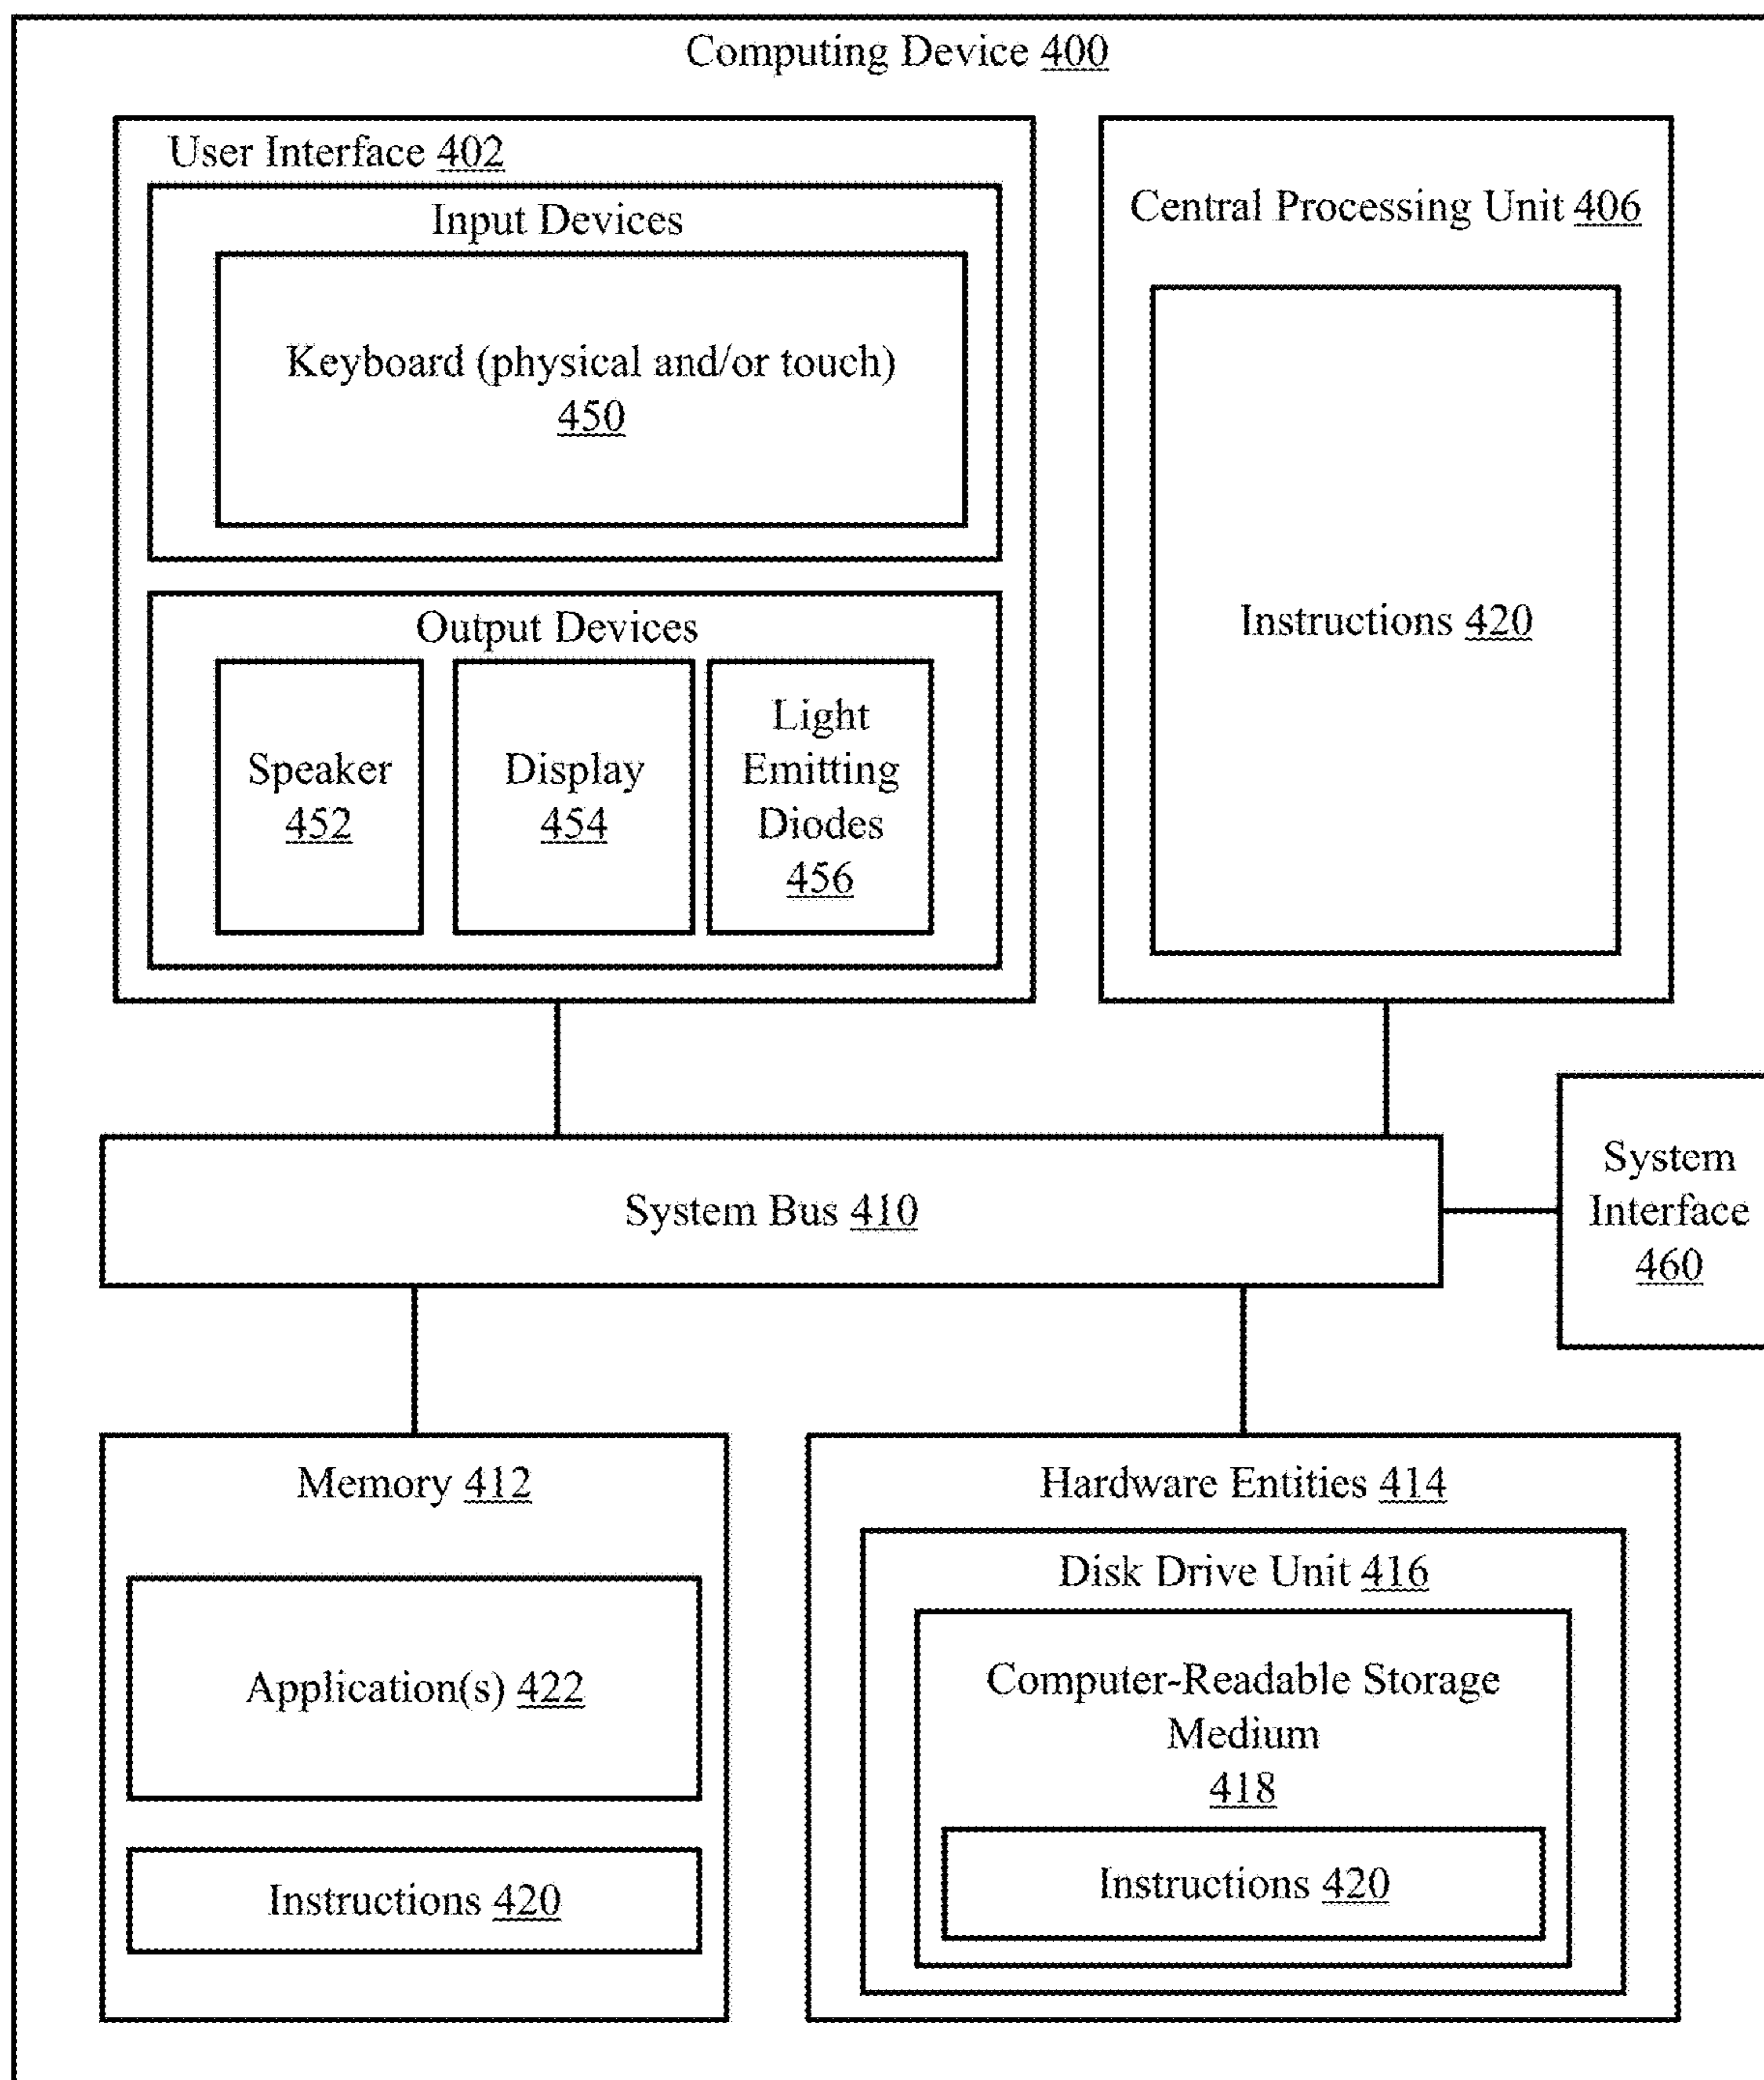 Computing Device 400
User Interface 402
Input Devices
Keyboard (physical and/or touch)
450
Output Devices
Speaker
452
Display
454
Light
Emitting
Diodes
456
Central Processing Unit 406
Instructions 420
System Bus 410
System
Interface
460
Memory 412
Application(s) 422
Instructions 420
Hardware Entities 414
Disk Drive Unit 416
Computer-Readable Storage
Medium
418
Instructions 420